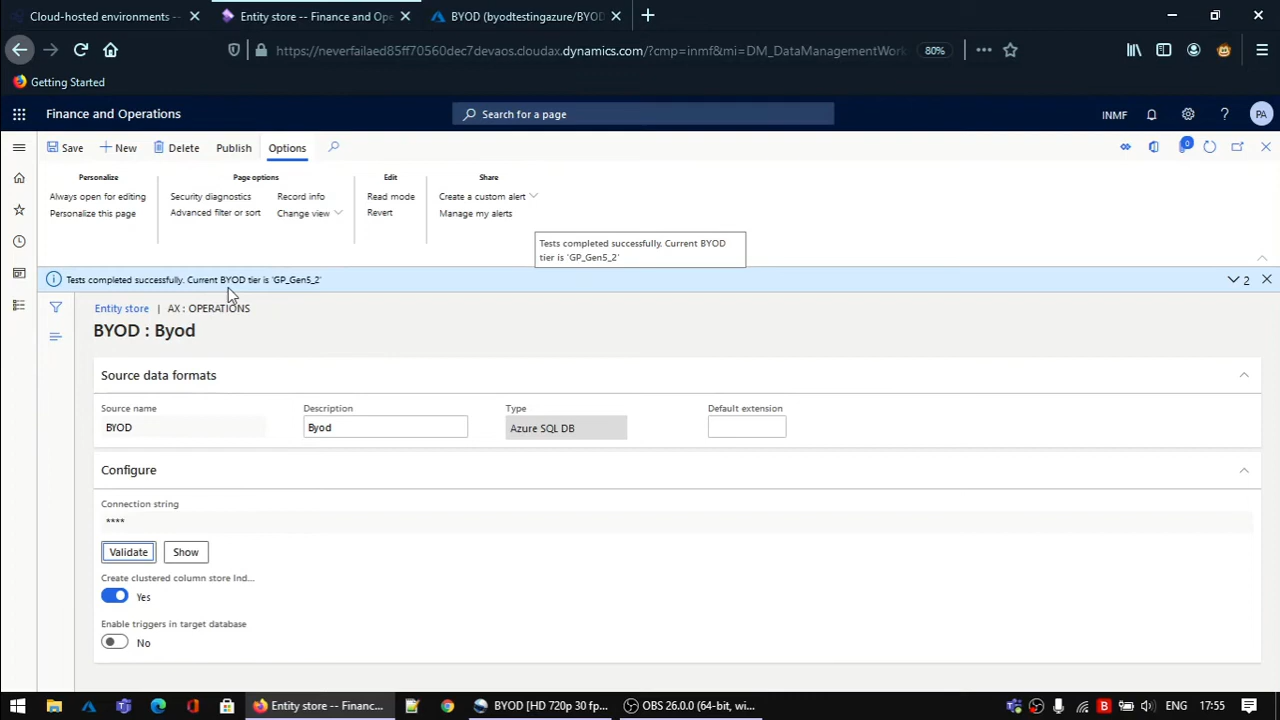 Cloud-hosted environments --
Entity store -- Finance and Ope
BYOD (byodtestingazure/BYOD
https://neverfailaed85ff70560dec7devaos.cloudax.dynamics.com/?cmp=inmf&mi=DM_DataManagementWork
80%
Getting Started
Finance and Operations
Search for a page
INMF
?
PA
Save
New
Delete
Publish
Options
0
Personalize
Page options
Edit
Share
Always open for editing
Security diagnostics
Record info
Read mode
Create a custom alert
Personalize this page
Advanced filter or sort
Change view
Revert
Manage my alerts
Tests completed successfully. Current BYOD
tier is 'GP_Gen5_2'
Tests completed successfully. Current BYOD tier is 'GP_Gen5_2'
2
Entity store | AX : OPERATIONS
BYOD : Byod
Source data formats
Source name
Description
Type
Default extension
BYOD
Byod
Azure SQL DB
Configure
Connection string
****
Validate
Show
Create clustered column store Ind...
Yes
Enable triggers in target database
No
Entity store -- Financ...
BYOD [HD 720p 30 fp...
OBS 26.0.0 (64-bit, wi...
B
ENG
17:55